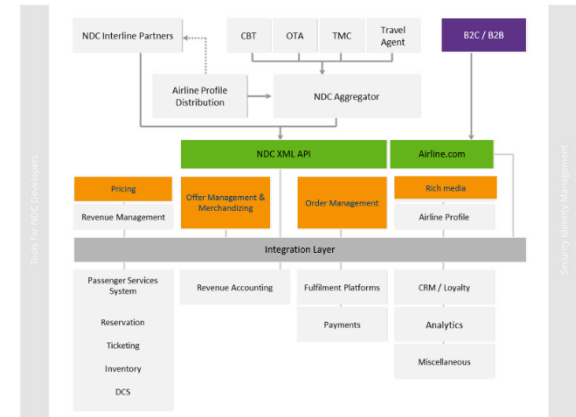 NDC Interline Partners
CBT
OTA
TMC
Travel
Agent
B2C / B2B
Airline Profile
Distribution
NDC Aggregator
NDC XML API
Airline.com
Pricing
Revenue Management
Offer Management &
Merchandizing
Order Management
Rich media
Airline Profile
Integration Layer
Passenger Services
System
Reservation
Ticketing
Inventory
DCS
Revenue Accounting
Fulfilment Platforms
Payments
CRM / Loyalty
Analytics
Miscellaneous
Tools for NDC Developers
Security Identity Management